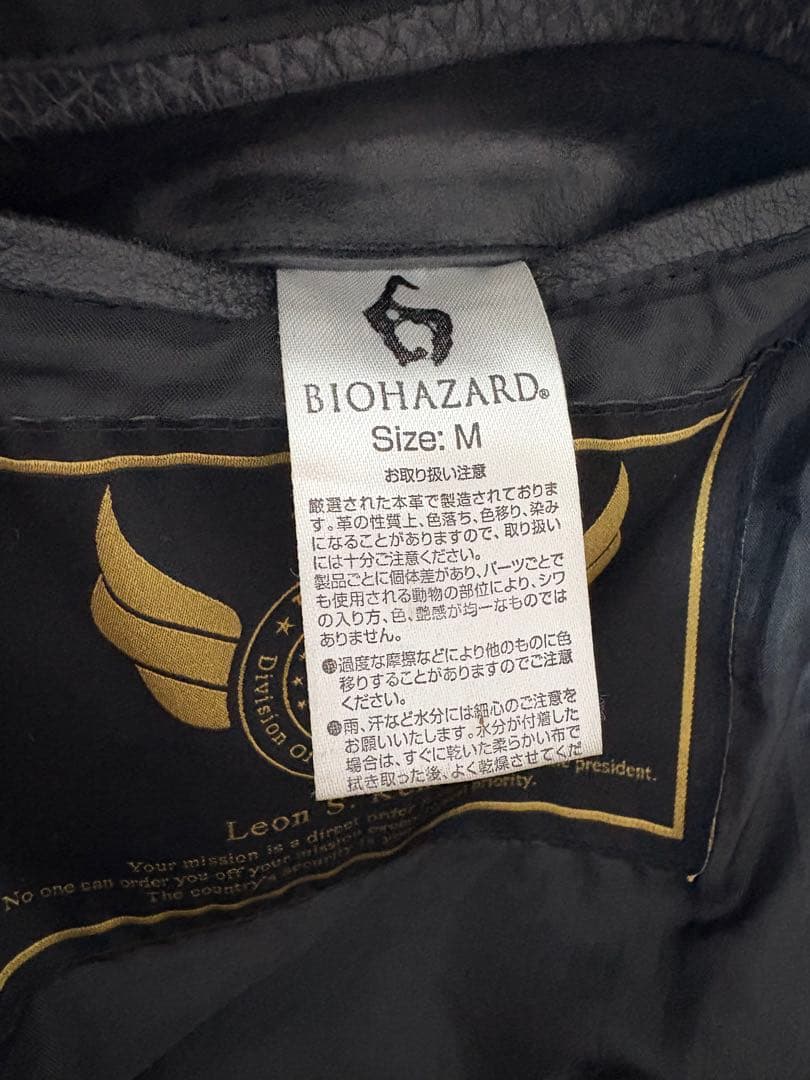 BIOHAZARD®
Size: M
お取り扱い注意
厳選された本革で製造されておりま
す。革の性質上、色落ち、色移り、染み
になることがありますので、取り扱い
には十分ご注意ください。
製品ごとに個体差があり、パーツごとで
も使用される動物の部位により、シワ
の入り方、色、艶感が均一なものでは
ありません。
●過度な摩擦などにより他のものに色
移りすることがありますのでご注意
ください。
●雨、汗など水分には細心のご注意を
お願いいたします。水分が付着した
場合は、すぐに乾いた柔らかい布で
拭き取った後、よく乾燥させてくだ
Division Of
Leon S.
president.
Your mission is a direct order
priority.
No one can order you off your mission
The country's security is